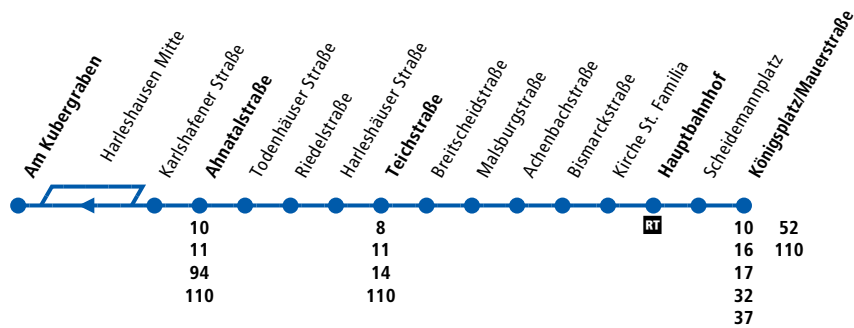 Am Kubergraben
Harleshausen Mitte
Karlshafener Straße
Ahnatalstraße
Todenhäuser Straße
Riedelstraße
Harleshäuser Straße
Teichstraße
Breitscheidstraße
Malsburgstraße
Achenbachstraße
Bismarckstraße
Kirche St. Familia
Hauptbahnhof
Scheidemannplatz
Königsplatz/Mauerstraße
10
11
94
110
8
11
14
110
RT
10 52
16 110
17
32
37